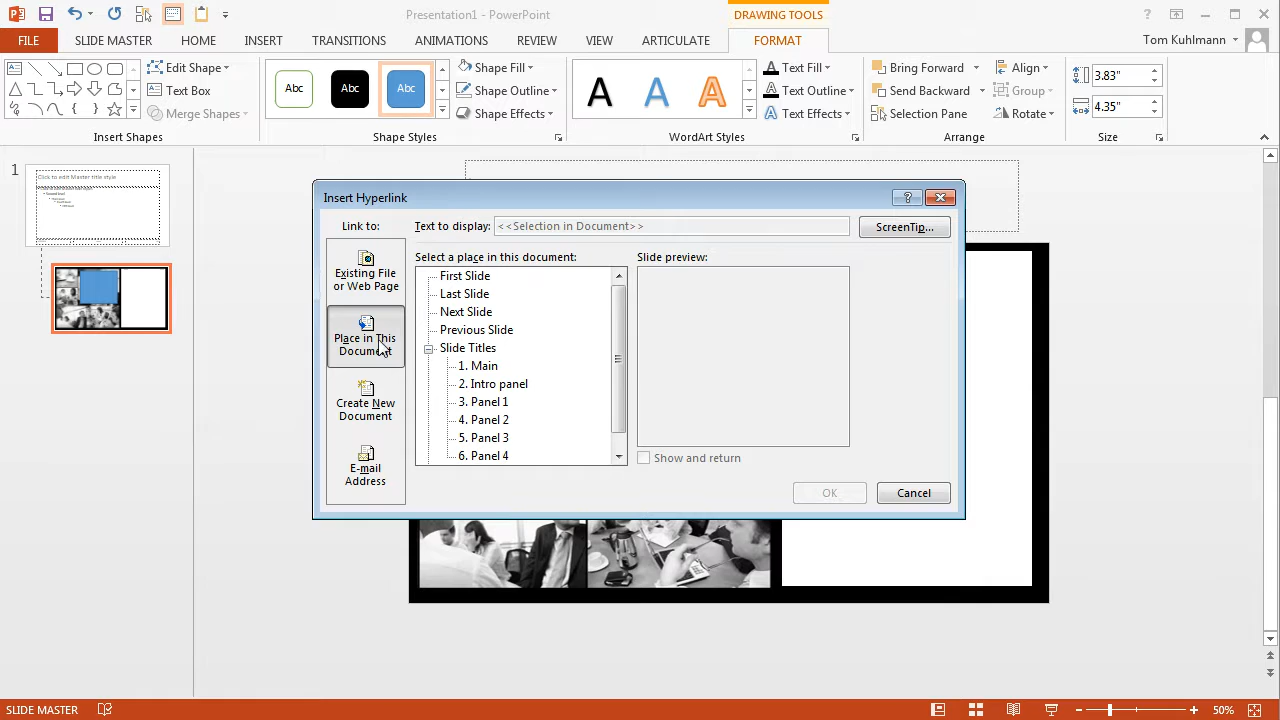 Presentation1 - PowerPoint
DRAWING TOOLS
?
FILE
SLIDE MASTER
HOME
INSERT
TRANSITIONS
ANIMATIONS
REVIEW
VIEW
ARTICULATE
FORMAT
Tom Kuhlmann
Edit Shape
Text Box
Merge Shapes
Insert Shapes
Abc
Abc
Abc
Shape Fill
Shape Outline
Shape Effects
Shape Styles
A
A
A
Text Fill
Text Outline
Text Effects
WordArt Styles
Bring Forward
Send Backward
Selection Pane
Align
Group
Rotate
Arrange
3.83"
4.35"
Size
1
Click to edit Master title style
Insert Hyperlink
?
Link to:
Text to display:
<<Selection in Document>>
ScreenTip...
Existing File
or Web Page
Place in This
Document
Create New
Document
E-mail
Address
Select a place in this document:
First Slide
Last Slide
Next Slide
Previous Slide
Slide Titles
1. Main
2. Intro panel
3. Panel 1
4. Panel 2
5. Panel 3
6. Panel 4
Slide preview:
Show and return
OK
Cancel
SLIDE MASTER
50%